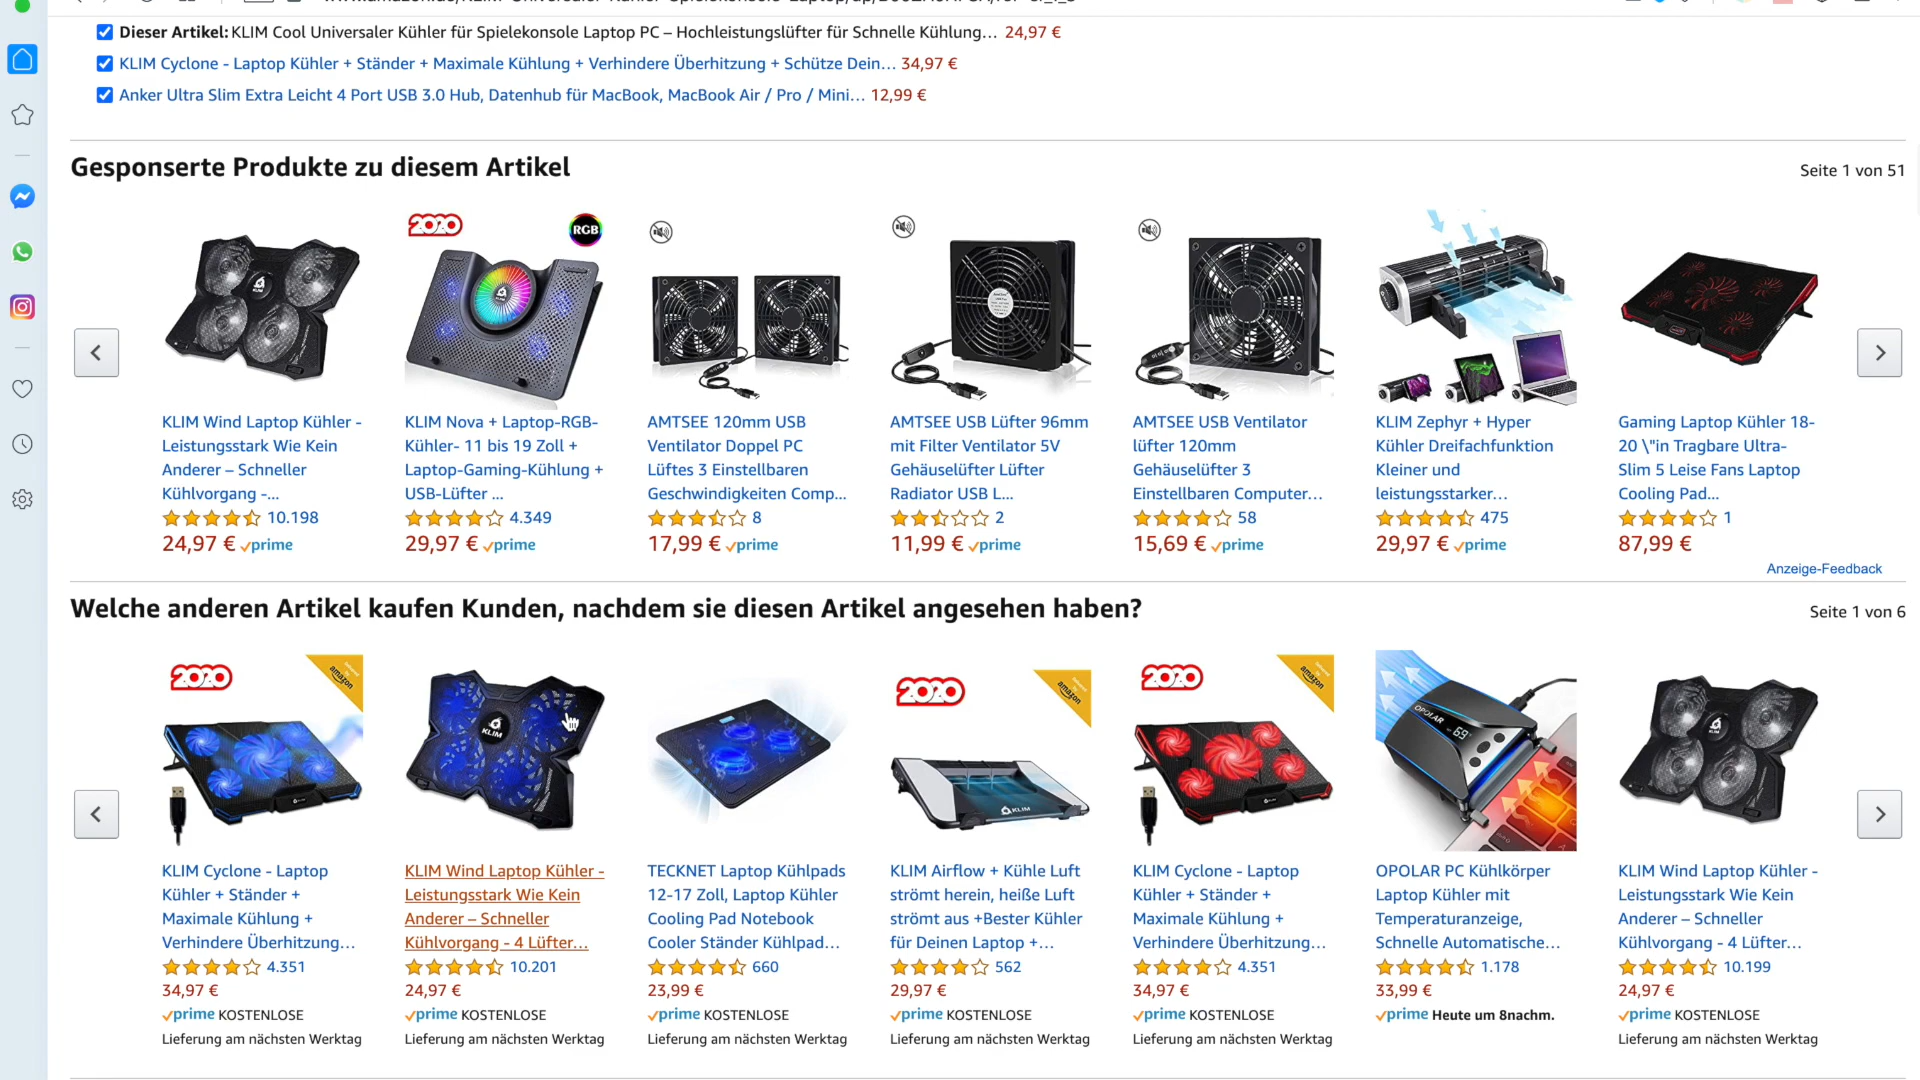 Dieser Artikel: KLIM Cool Universaler Kühler für Spielekonsole Laptop PC – Hochleistungslüfter für Schnelle Kühlung… 24,97 €
KLIM Cyclone - Laptop Kühler + Ständer + Maximale Kühlung + Verhindere Überhitzung + Schütze Dein… 34,97 €
Anker Ultra Slim Extra Leicht 4 Port USB 3.0 Hub, Datenhub für MacBook, MacBook Air / Pro / Mini… 12,99 €
Gesponserte Produkte zu diesem Artikel
Seite 1 von 51
2020
RGB
KLIM Wind Laptop Kühler -
Leistungsstark Wie Kein
Anderer – Schneller
Kühlvorgang -...
10.198
24,97 € prime
KLIM Nova + Laptop-RGB-
Kühler- 11 bis 19 Zoll +
Laptop-Gaming-Kühlung +
USB-Lüfter ...
4.349
29,97 € prime
AMTSEE 120mm USB
Ventilator Doppel PC
Lüftes 3 Einstellbaren
Geschwindigkeiten Comp...
8
17,99 € prime
AMTSEE USB Lüfter 96mm
mit Filter Ventilator 5V
Gehäuselüfter Lüfter
Radiator USB L...
2
11,99 € prime
AMTSEE USB Ventilator
lüfter 120mm
Gehäuselüfter 3
Einstellbaren Computer...
58
15,69 € prime
KLIM Zephyr + Hyper
Kühler Dreifachfunktion
Kleiner und
leistungsstarker...
475
29,97 € prime
Gaming Laptop Kühler 18-
20 \"in Tragbare Ultra-
Slim 5 Leise Fans Laptop
Cooling Pad...
1
87,99 €
Anzeige-Feedback
Welche anderen Artikel kaufen Kunden, nachdem sie diesen Artikel angesehen haben?
Seite 1 von 6
2020
amazon
KLIM
2020
amazon
KLIM
2020
amazon
OPOLAR
69
KLIM Cyclone - Laptop
Kühler + Ständer +
Maximale Kühlung +
Verhindere Überhitzung…
4.351
34,97 €
prime KOSTENLOSE
Lieferung am nächsten Werktag
KLIM Wind Laptop Kühler -
Leistungsstark Wie Kein
Anderer – Schneller
Kühlvorgang - 4 Lüfter…
10.201
24,97 €
prime KOSTENLOSE
Lieferung am nächsten Werktag
TECKNET Laptop Kühlpads
12-17 Zoll, Laptop Kühler
Cooling Pad Notebook
Cooler Ständer Kühlpad…
660
23,99 €
prime KOSTENLOSE
Lieferung am nächsten Werktag
KLIM Airflow + Kühle Luft
strömt herein, heiße Luft
strömt aus +Bester Kühler
für Deinen Laptop +…
562
29,97 €
prime KOSTENLOSE
Lieferung am nächsten Werktag
KLIM Cyclone - Laptop
Kühler + Ständer +
Maximale Kühlung +
Verhindere Überhitzung…
4.351
34,97 €
prime KOSTENLOSE
Lieferung am nächsten Werktag
OPOLAR PC Kühlkörper
Laptop Kühler mit
Temperaturanzeige,
Schnelle Automatische…
1.178
33,99 €
prime Heute um 8nachm.
KLIM Wind Laptop Kühler -
Leistungsstark Wie Kein
Anderer – Schneller
Kühlvorgang - 4 Lüfter…
10.199
24,97 €
prime KOSTENLOSE
Lieferung am nächsten Werktag